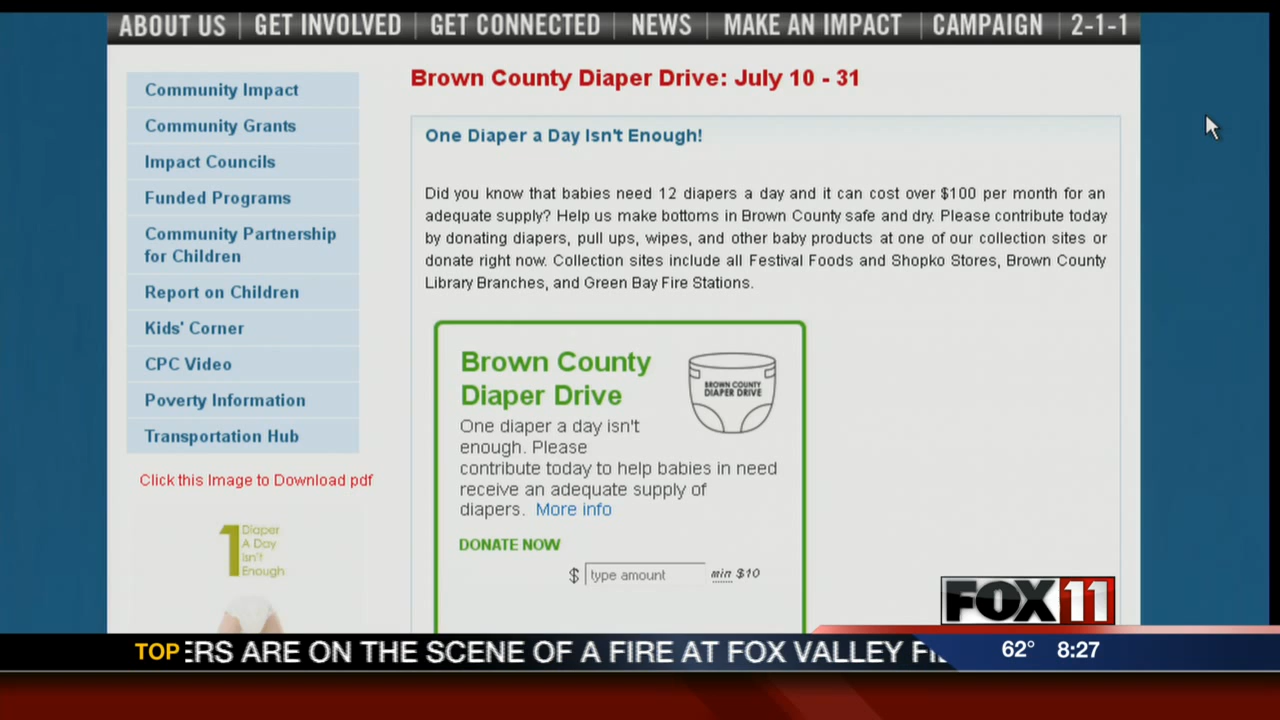 ABOUT US GET INVOLVED GET CONNECTED NEWS MAKE AN IMPACT CAMPAIGN 2-1-1
Community Impact
Community Grants
Impact Councils
Funded Programs
Community Partnership
for Children
Report on Children
Kids' Corner
CPC Video
Poverty Information
Transportation Hub
Click this Image to Download pdf
1 Diaper
A Day
Isn't
Enough
Brown County Diaper Drive: July 10 - 31
One Diaper a Day Isn't Enough!
Did you know that babies need 12 diapers a day and it can cost over $100 per month for an
adequate supply? Help us make bottoms in Brown County safe and dry. Please contribute today
by donating diapers, pull ups, wipes, and other baby products at one of our collection sites or
donate right now. Collection sites include all Festival Foods and Shopko Stores, Brown County
Library Branches, and Green Bay Fire Stations.
Brown County
Diaper Drive
BROWN COUNTY
DIAPER DRIVE
One diaper a day isn't
enough. Please
contribute today to help babies in need
receive an adequate supply of
diapers. More info
DONATE NOW
$ type amount min $10
FOX 11
TOP ERS ARE ON THE SCENE OF A FIRE AT FOX VALLEY 62° 8:27